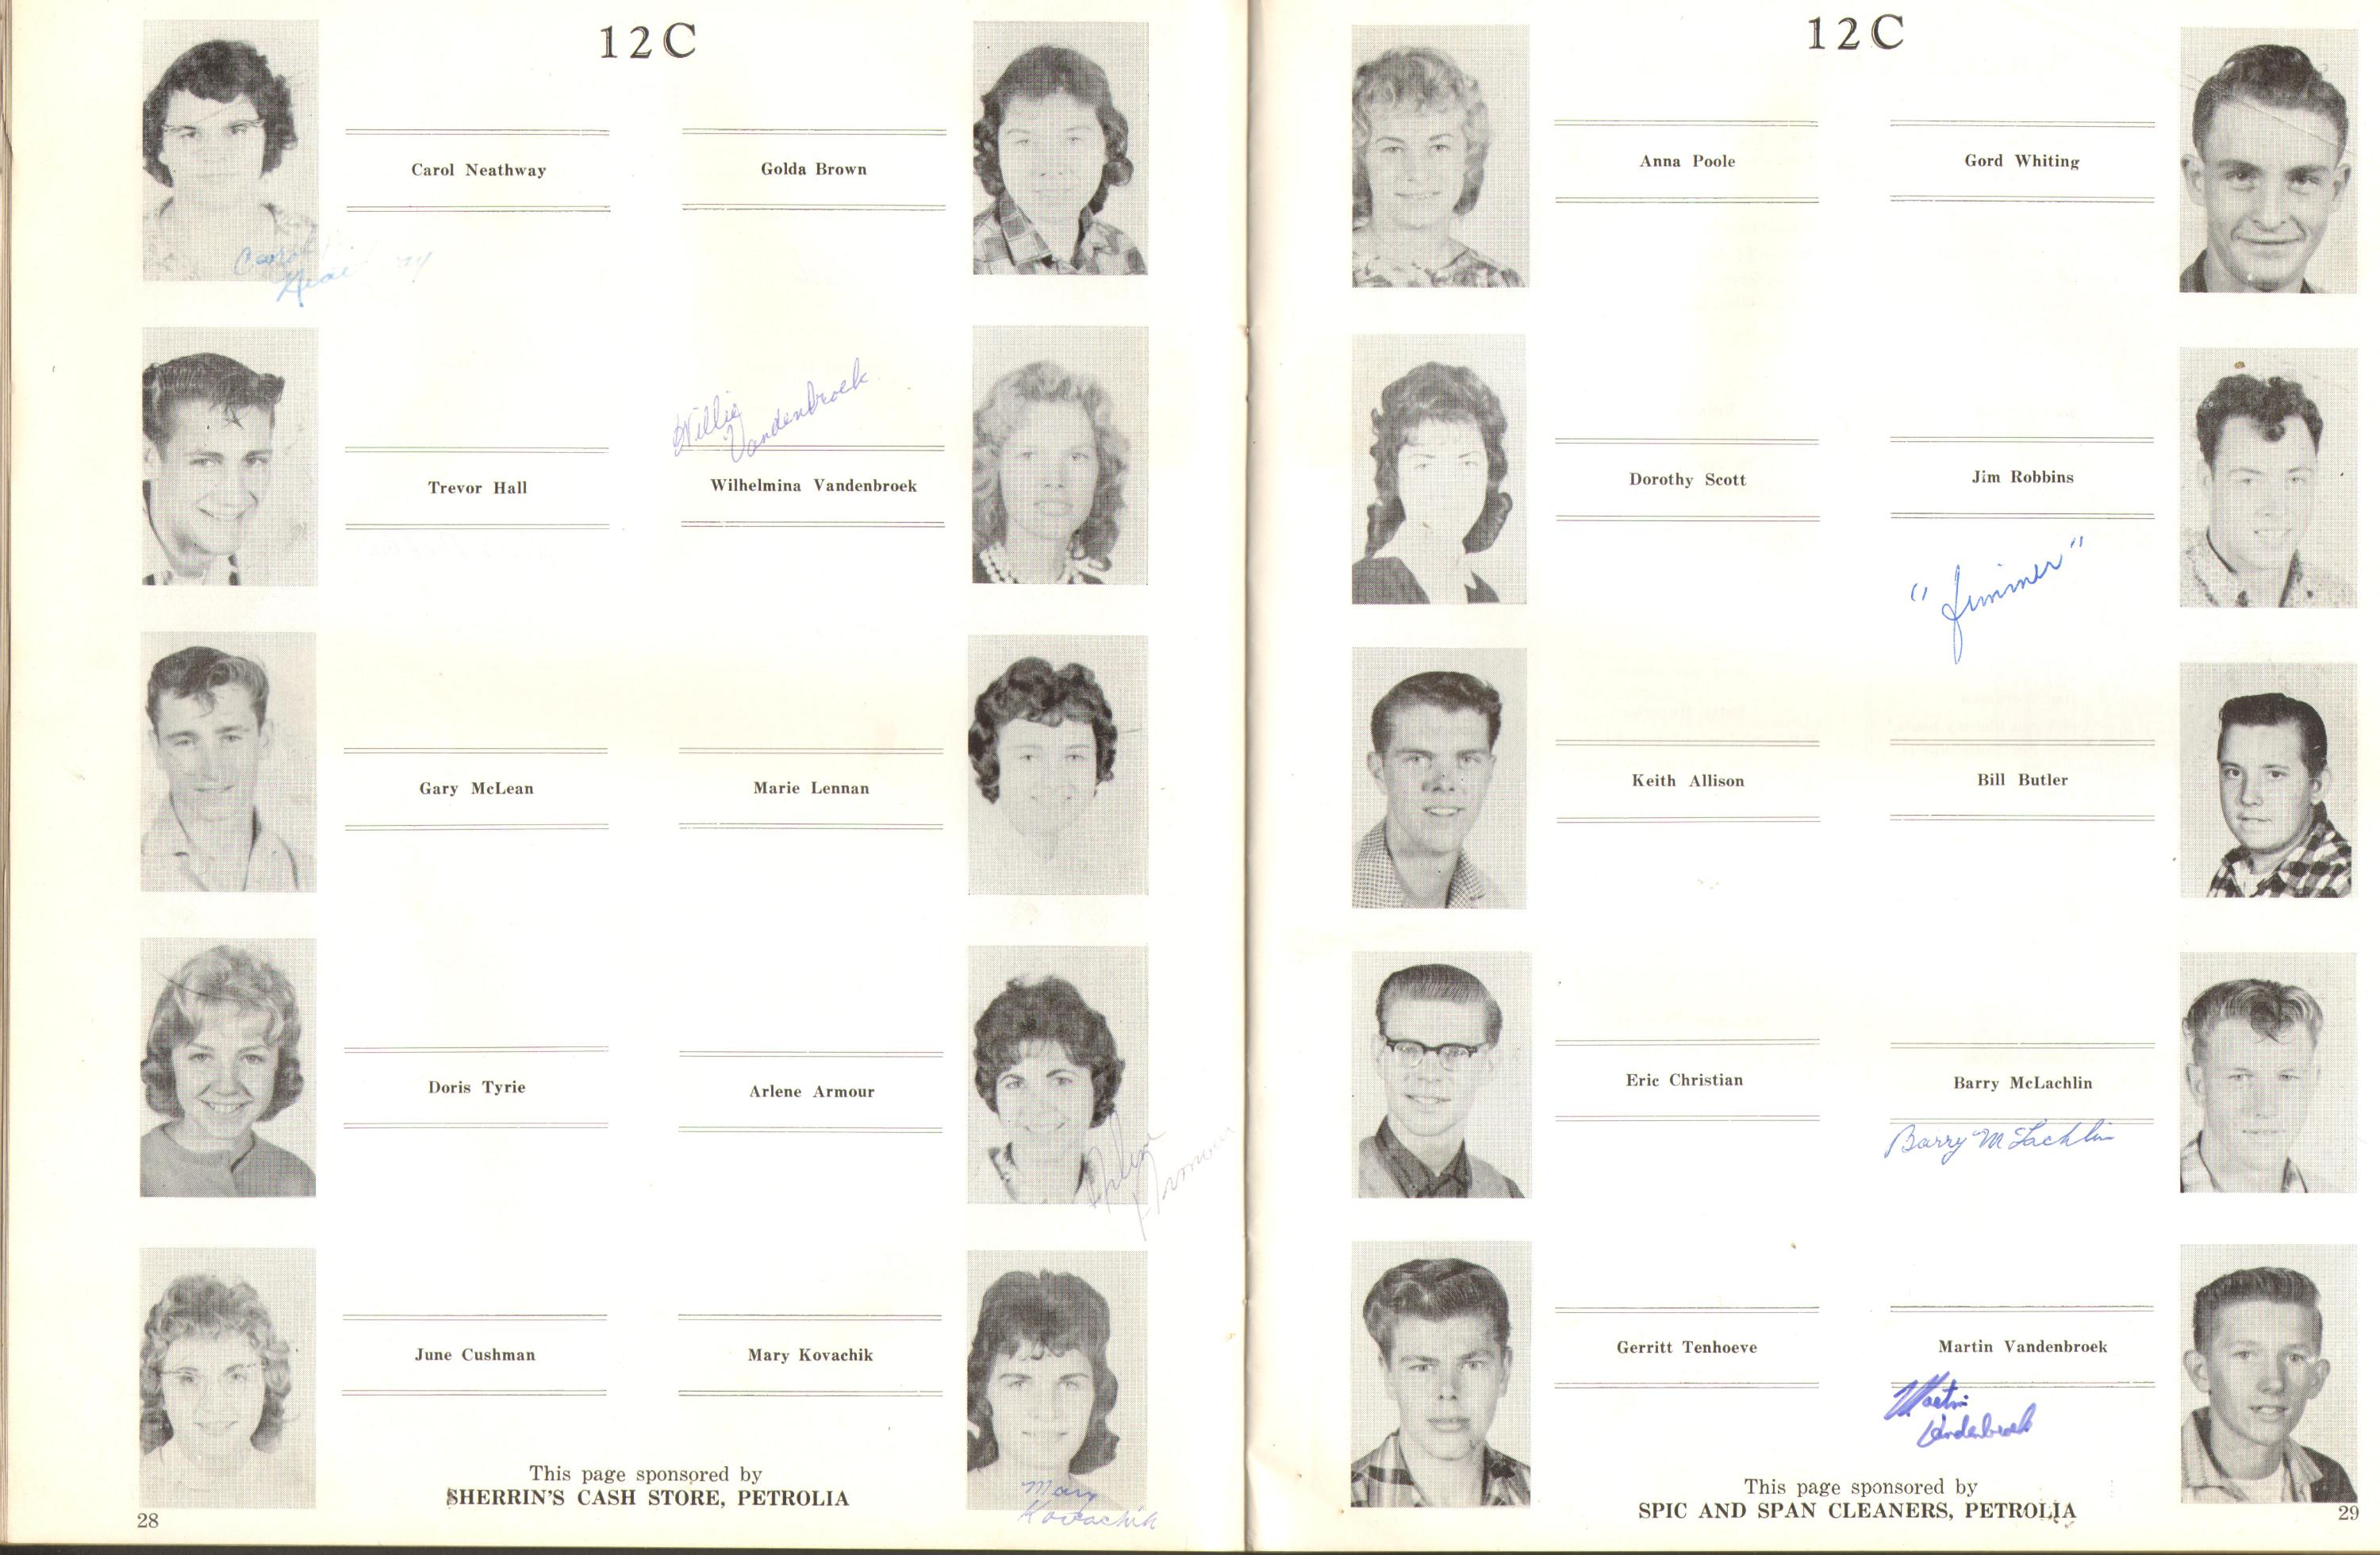 12C
Carol Neathway
Golda Brown
Carol
Willie
Vandenbroek
Trevor Hall
Wilhelmina Vandenbroek
Gary McLean
Marie Lennan
Doris Tyrie
Arlene Armour
Arlene
Armour
June Cushman
Mary Kovachik
Mary
Kovachik
This page sponsored by
SHERRIN'S CASH STORE, PETROLIA
28
12C
Anna Poole
Gord Whiting
Dorothy Scott
Jim Robbins
"Jimmer"
Keith Allison
Bill Butler
Eric Christian
Barry McLachlin
Barry McLachlin
Gerritt Tenhoeve
Martin Vandenbroek
Martin
Vandenbroek
This page sponsored by
SPIC AND SPAN CLEANERS, PETROLIA
29